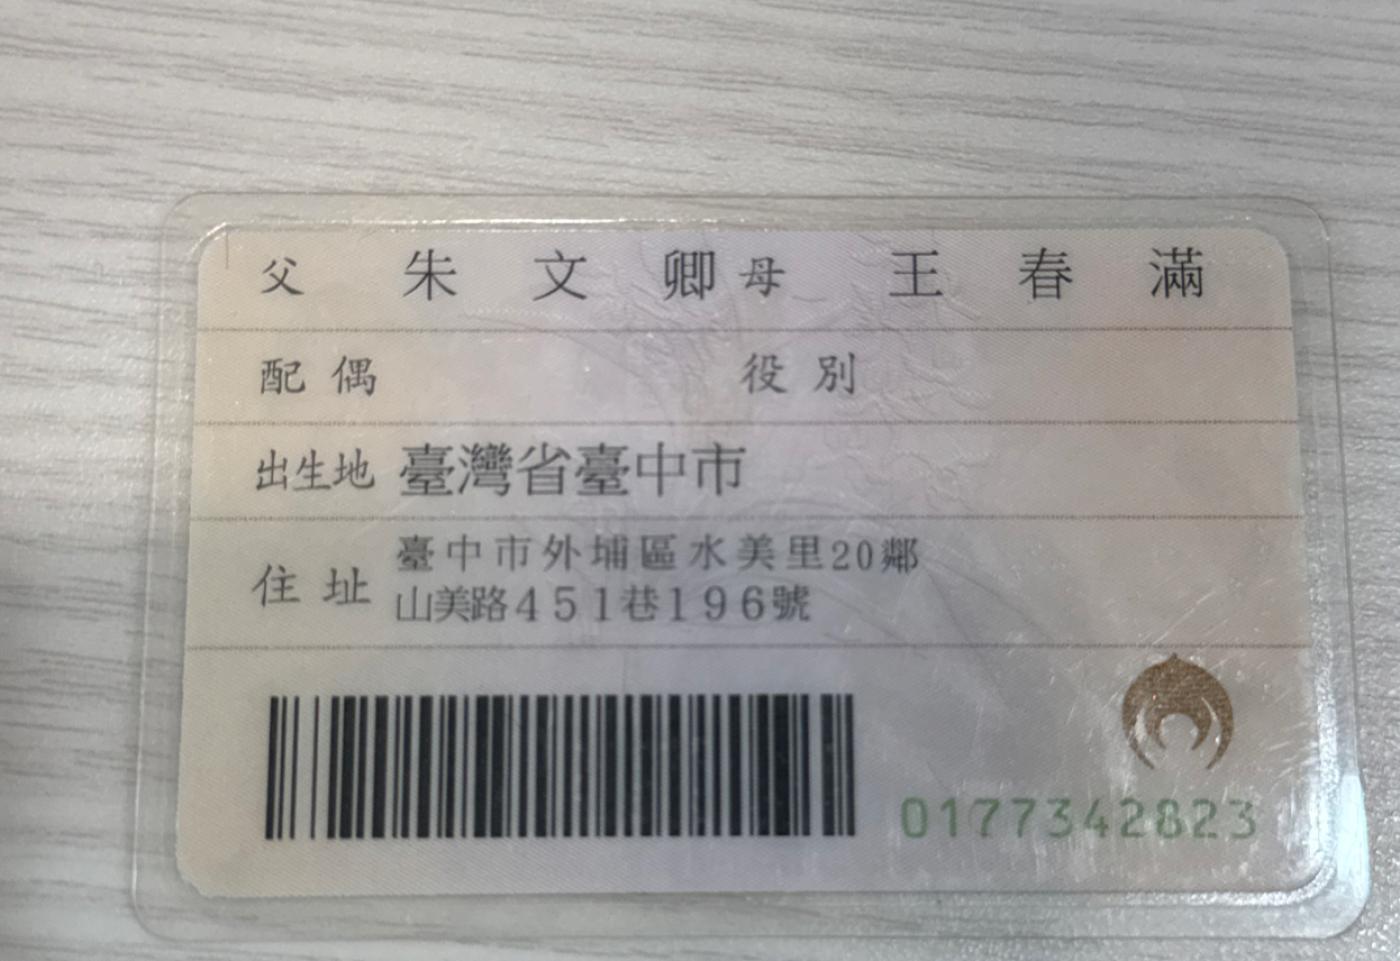 父 朱文卿 母 王春滿
配偶 役別
出生地 臺灣省臺中市
住址 臺中市外埔區水美里20鄰
山美路451巷196號
0177342823